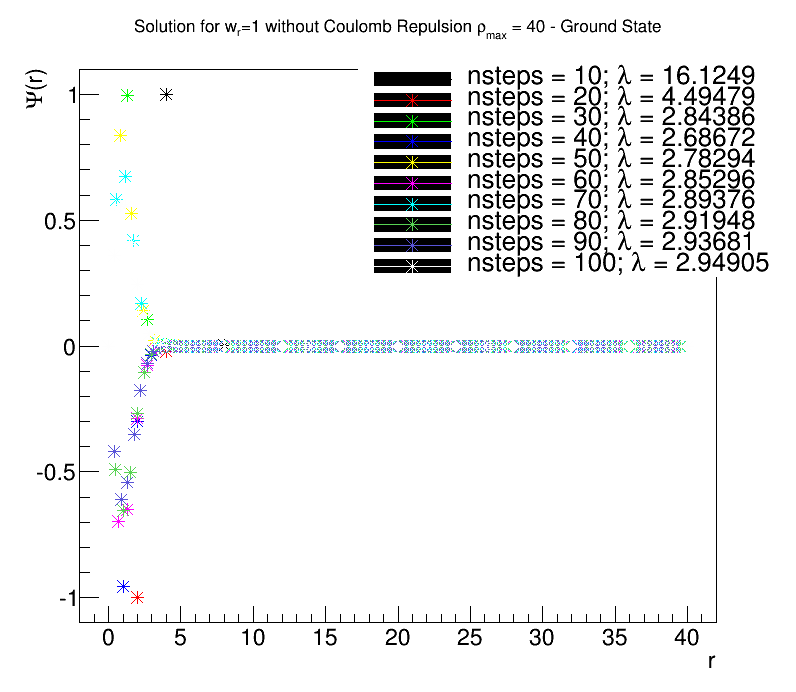 Solution for wr=1 without Coulomb Repulsion ρmax = 40 - Ground State
Ψ(r)
nsteps = 10; λ = 16.1249
nsteps = 20; λ = 4.49479
nsteps = 30; λ = 2.84386
nsteps = 40; λ = 2.68672
nsteps = 50; λ = 2.78294
nsteps = 60; λ = 2.85296
nsteps = 70; λ = 2.89376
nsteps = 80; λ = 2.91948
nsteps = 90; λ = 2.93681
nsteps = 100; λ = 2.94905
1
0.5
0
-0.5
-1
0 5 10 15 20 25 30 35 40
r